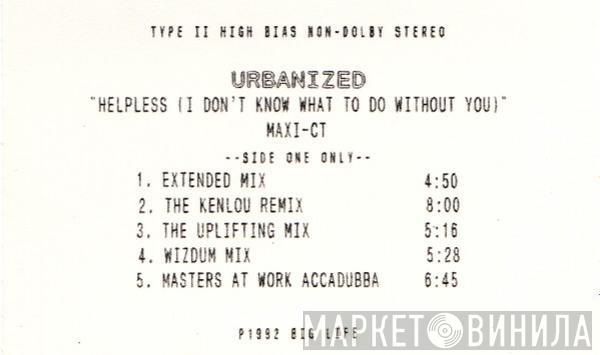 TYPE II HIGH BIAS NON-DOLBY STEREO
URBANIZED
"HELPLESS (I DON'T KNOW WHAT TO DO WITHOUT YOU)"
MAXI-CT
--SIDE ONE ONLY--
1. EXTENDED MIX 4:50
2. THE KENLOU REMIX 8:00
3. THE UPLIFTING MIX 5:16
4. WIZDUM MIX 5:28
5. MASTERS AT WORK ACCADUBBA 6:45
P1992 BIG LIFE
МАРКЕТ ВИНИЛА